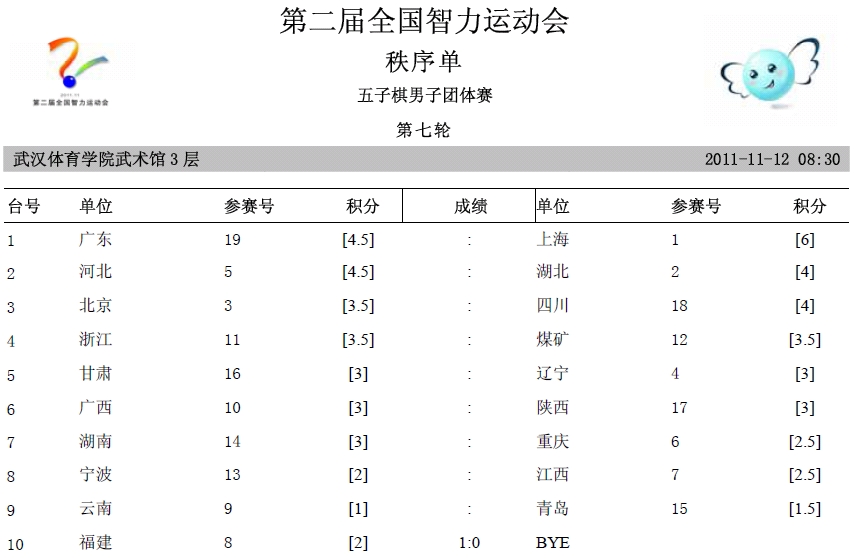 第二届全国智力运动会
秩序单
五子棋男子团体赛
第七轮
2011.11
第二届全国智力运动会
武汉体育学院武术馆3层 2011-11-12 08:30
台号 单位 参赛号 积分 成绩 单位 参赛号 积分
1 广东 19 [4.5] : 上海 1 [6]
2 河北 5 [4.5] : 湖北 2 [4]
3 北京 3 [3.5] : 四川 18 [4]
4 浙江 11 [3.5] : 煤矿 12 [3.5]
5 甘肃 16 [3] : 辽宁 4 [3]
6 广西 10 [3] : 陕西 17 [3]
7 湖南 14 [3] : 重庆 6 [2.5]
8 宁波 13 [2] : 江西 7 [2.5]
9 云南 9 [1] : 青岛 15 [1.5]
10 福建 8 [2] 1:0 BYE